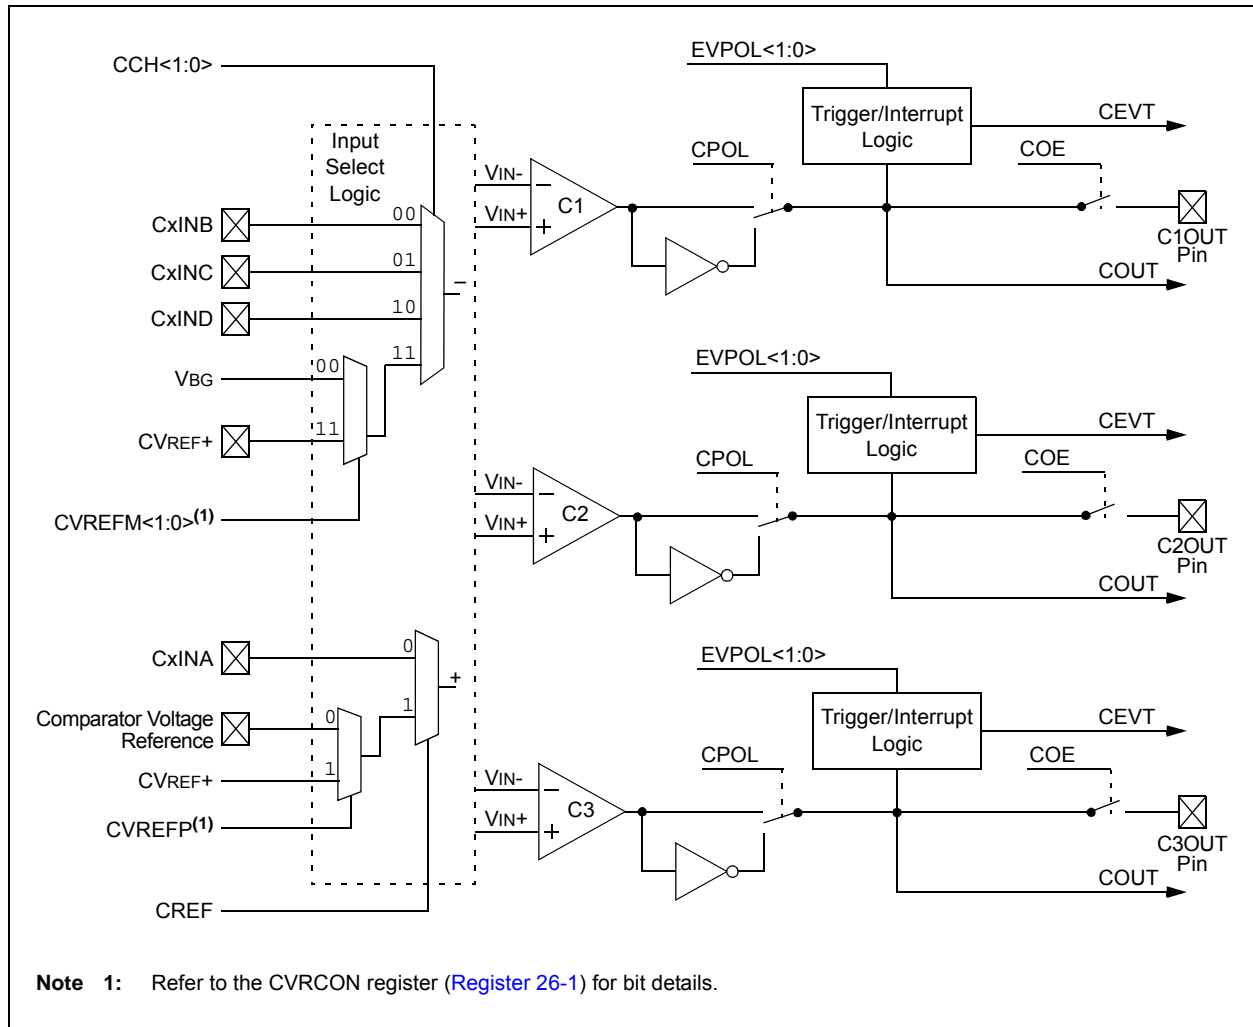 CCH<1:0>
Input
Select
Logic
CxINB
00
CxINC
01
CxIND
10
11
VBG
00
CVREF+
11
CVREFM<1:0>(1)
–
CxINA
0
Comparator Voltage
Reference
0
1
CVREF+
1
CVREFP(1)
+
CREF
EVPOL<1:0>
Trigger/Interrupt
Logic
CEVT
CPOL
COE
VIN-
–
VIN+
+
C1
C1OUT
Pin
COUT
EVPOL<1:0>
Trigger/Interrupt
Logic
CEVT
CPOL
COE
VIN-
–
VIN+
+
C2
C2OUT
Pin
COUT
EVPOL<1:0>
Trigger/Interrupt
Logic
CEVT
CPOL
COE
VIN-
–
VIN+
+
C3
C3OUT
Pin
COUT
Note 1: Refer to the CVRCON register (Register 26-1) for bit details.